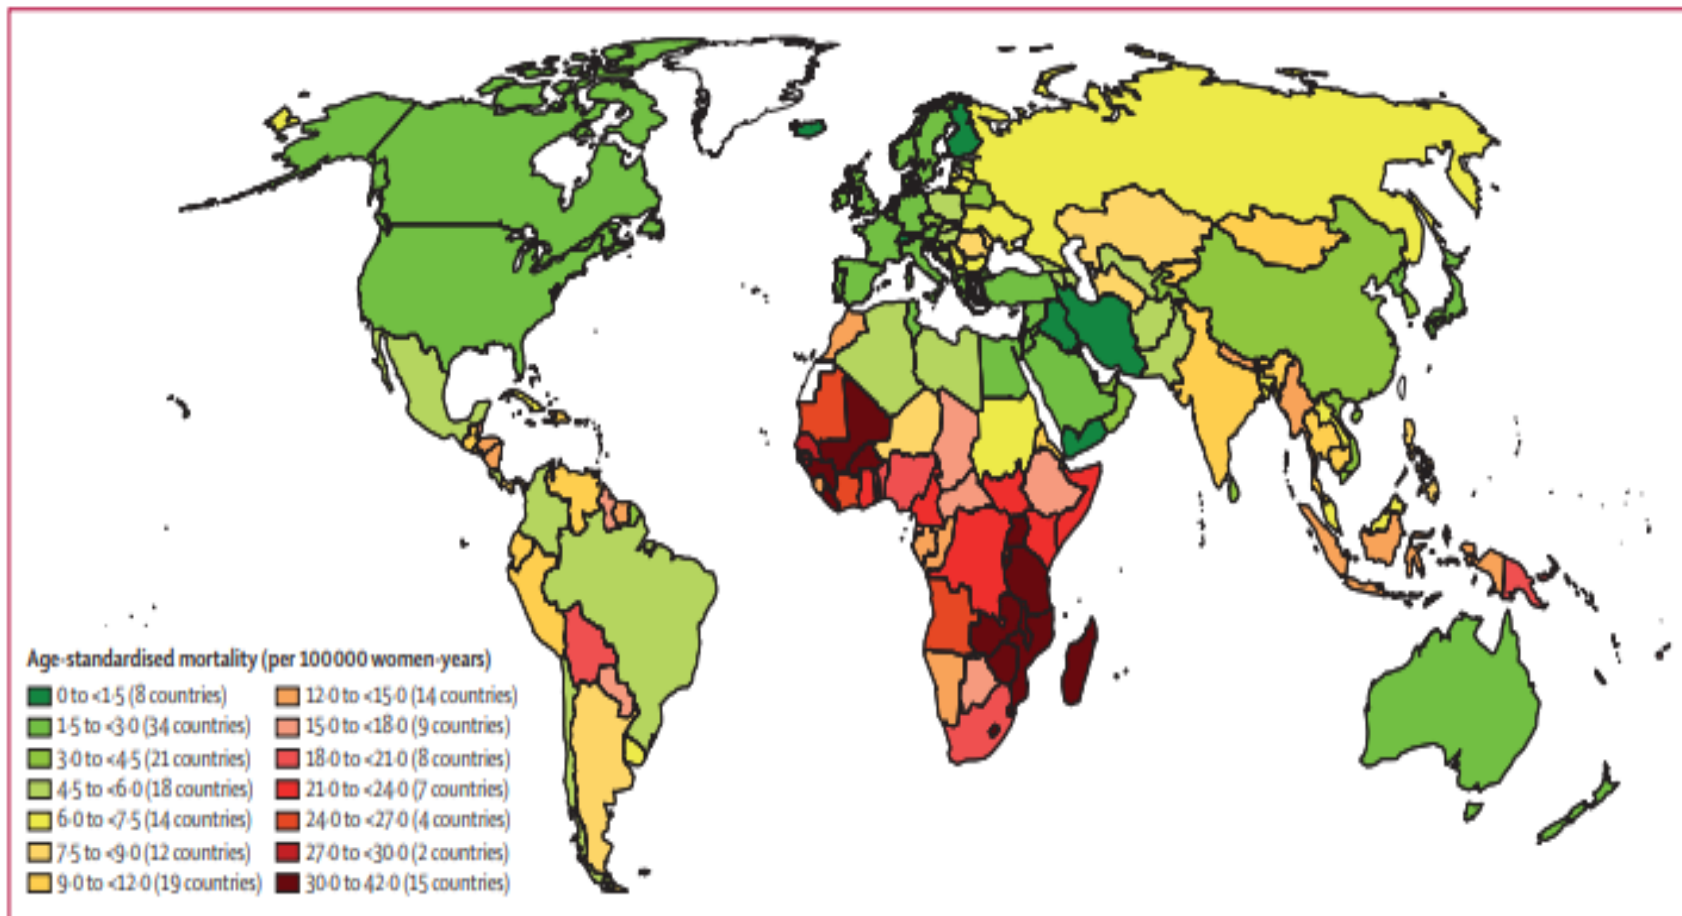 Age-standardised mortality (per 100 000 women-years)
0 to <1·5 (8 countries)
1·5 to <3·0 (34 countries)
3·0 to <4·5 (21 countries)
4·5 to <6·0 (18 countries)
6·0 to <7·5 (14 countries)
7·5 to <9·0 (12 countries)
9·0 to <12·0 (19 countries)
12·0 to <15·0 (14 countries)
15·0 to <18·0 (9 countries)
18·0 to <21·0 (8 countries)
21·0 to <24·0 (7 countries)
24·0 to <27·0 (4 countries)
27·0 to <30·0 (2 countries)
30·0 to 42·0 (15 countries)